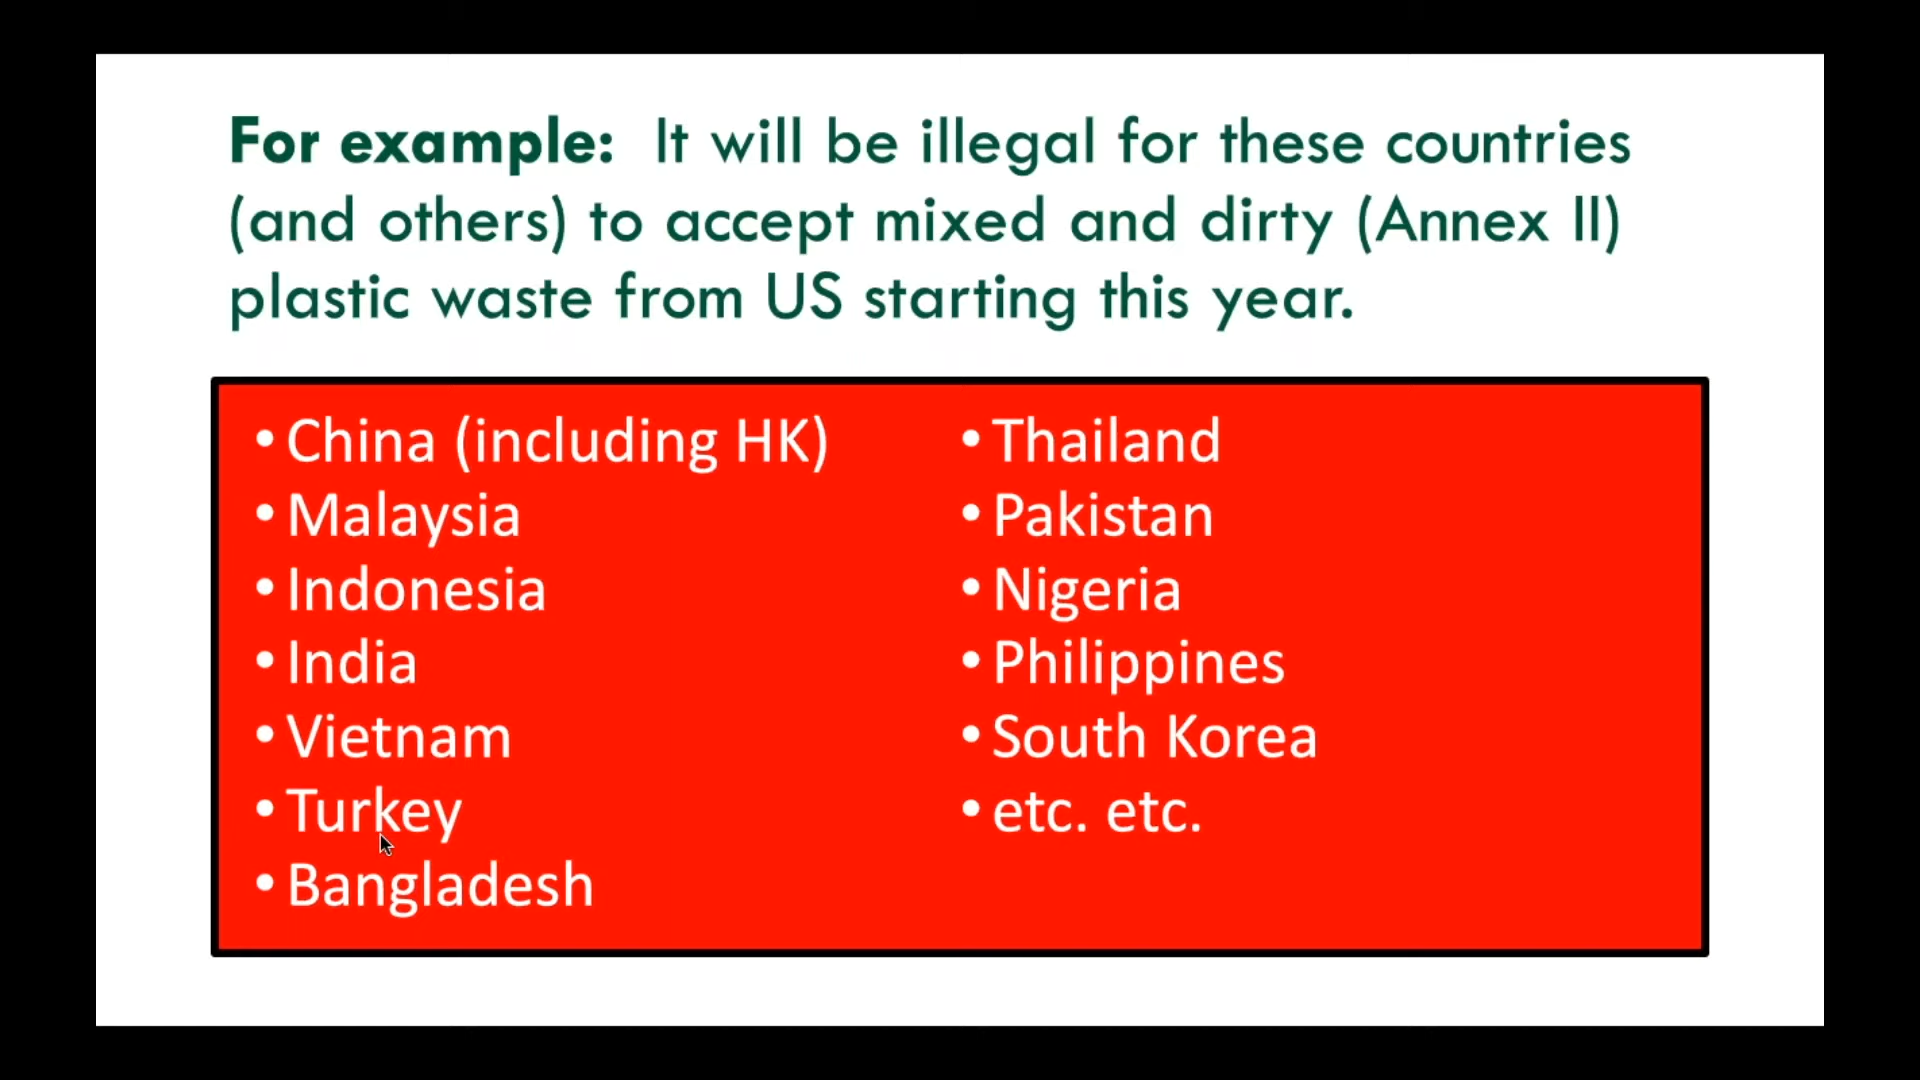 For example:  It will be illegal for these countries
(and others) to accept mixed and dirty (Annex II)
plastic waste from US starting this year.
• China (including HK)
• Malaysia
• Indonesia
• India
• Vietnam
• Turkey
• Bangladesh
• Thailand
• Pakistan
• Nigeria
• Philippines
• South Korea
• etc. etc.